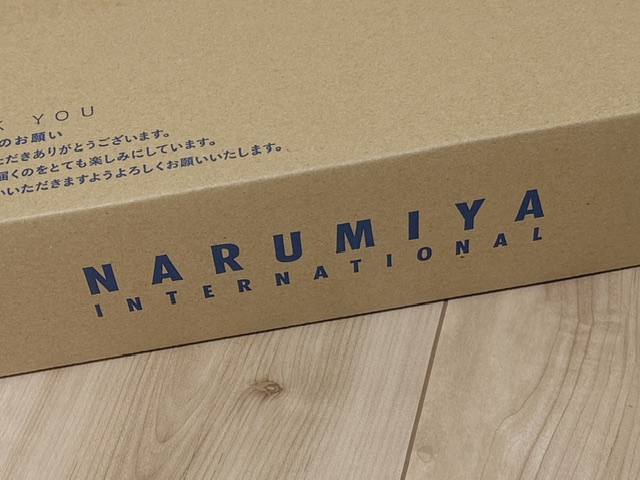 K YOU
のお願い
ただきありがとうございます。
届くのをとても楽しみにしています。
いただきますようよろしくお願いいたします。
NARUMIYA
INTERNATIONAL